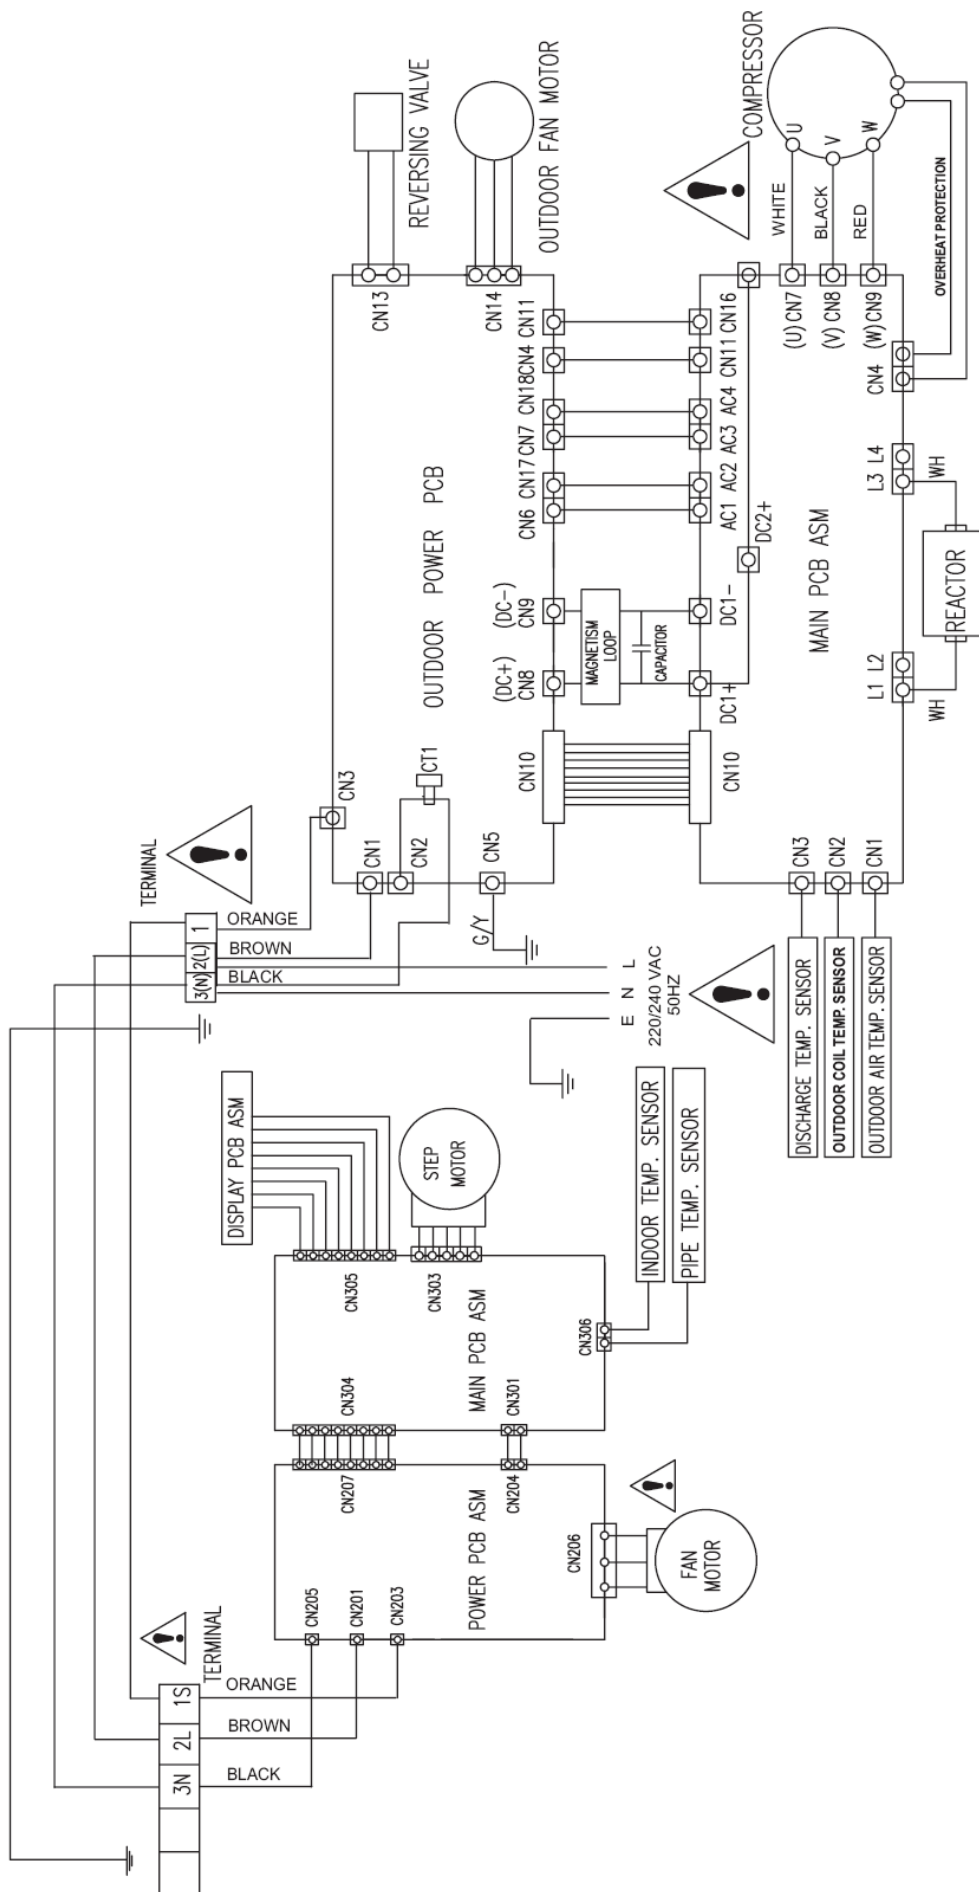 TERMINAL
3N
2L
1S
BLACK
BROWN
ORANGE
CN205
CN201
CN203
POWER PCB ASM
CN207
CN204
CN206
FAN
MOTOR
CN304
CN301
MAIN PCB ASM
CN305
CN303
CN306
DISPLAY PCB ASM
STEP
MOTOR
INDOOR TEMP. SENSOR
PIPE TEMP. SENSOR
TERMINAL
3(N)
2(L)
1
ORANGE
BROWN
BLACK
E N L
220/240 VAC
50HZ
G/Y
CN3
CN1
CN2
CN5
CT1
OUTDOOR POWER PCB
CN10
(DC+)
CN8
(DC-)
CN9
CN6
CN17
CN7
CN18
CN4
CN11
CN13
CN14
REVERSING VALVE
OUTDOOR FAN MOTOR
MAGNETISM
LOOP
CAPACITOR
CN10
DC1+
DC1-
DC2+
AC1
AC2
AC3
AC4
CN11
CN16
MAIN PCB ASM
CN3
CN2
CN1
DISCHARGE TEMP. SENSOR
OUTDOOR COIL TEMP. SENSOR
OUTDOOR AIR TEMP. SENSOR
L1 L2
L3 L4
WH
WH
REACTOR
CN4
(U) CN7
(V) CN8
(W) CN9
WHITE
BLACK
RED
U
V
W
COMPRESSOR
OVERHEAT PROTECTION